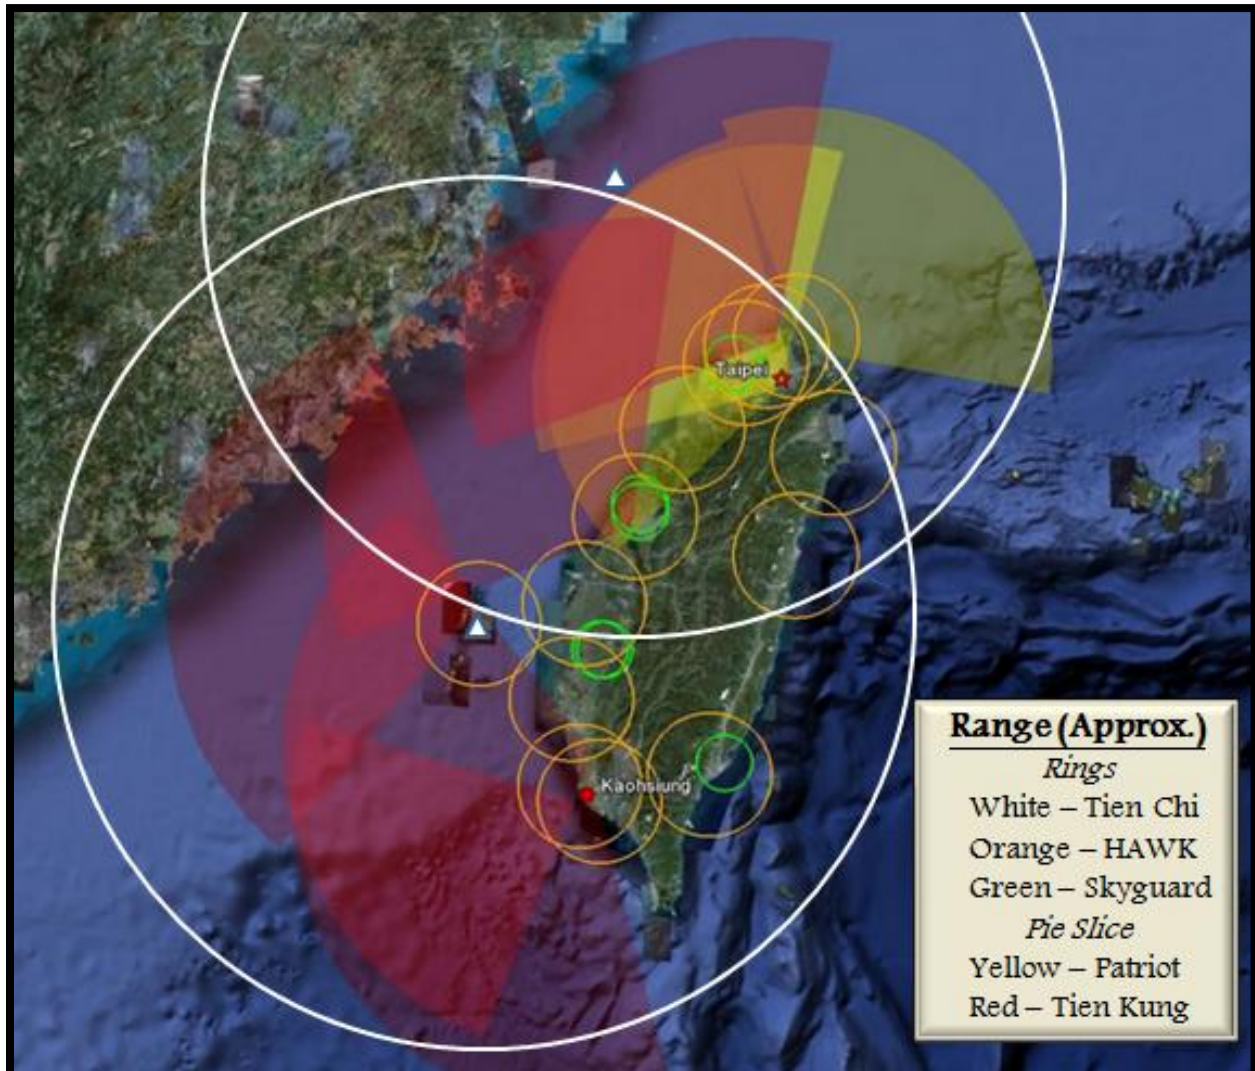 Taipei
Kaohsiung
Range (Approx.)
Rings
White – Tien Chi
Orange – HAWK
Green – Skyguard
Pie Slice
Yellow – Patriot
Red – Tien Kung